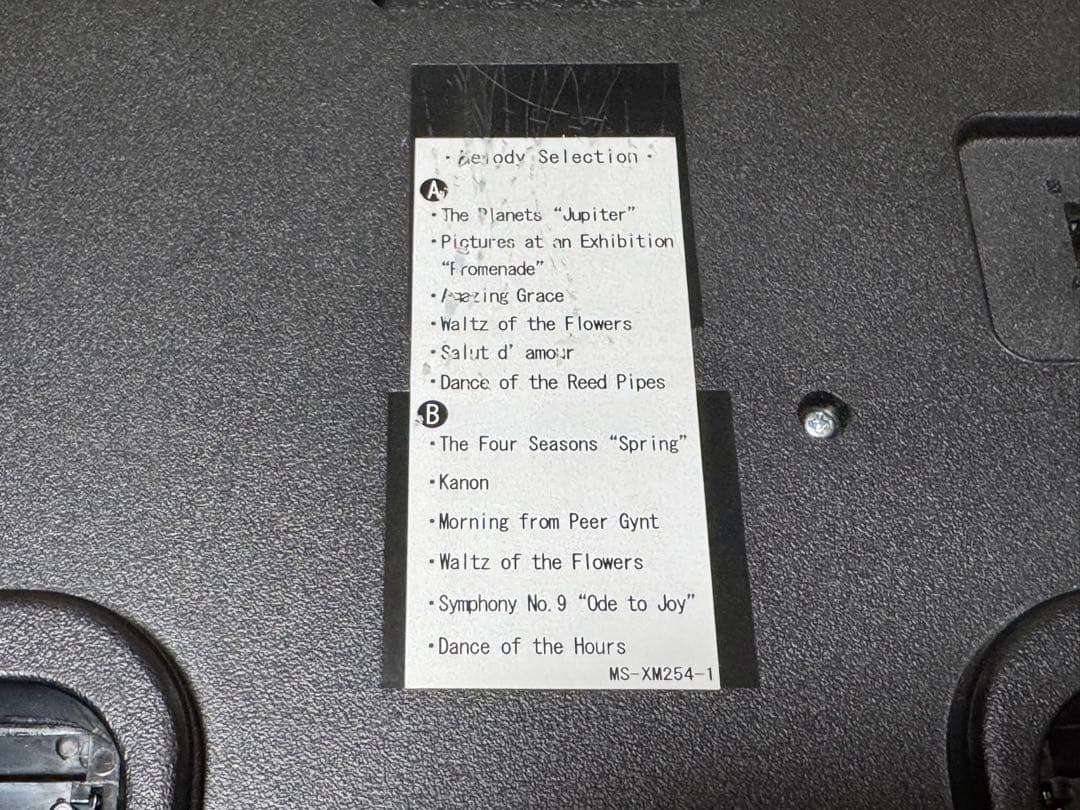 ・Melody Selection・
A
・The Planets “Jupiter”
・Pictures at an Exhibition
“Promenade”
・Amazing Grace
・Waltz of the Flowers
・Salut d’ amour
・Dance of the Reed Pipes
B
・The Four Seasons “Spring”
・Kanon
・Morning from Peer Gynt
・Waltz of the Flowers
・Symphony No.9 “Ode to Joy”
・Dance of the Hours
MS-XM254-1